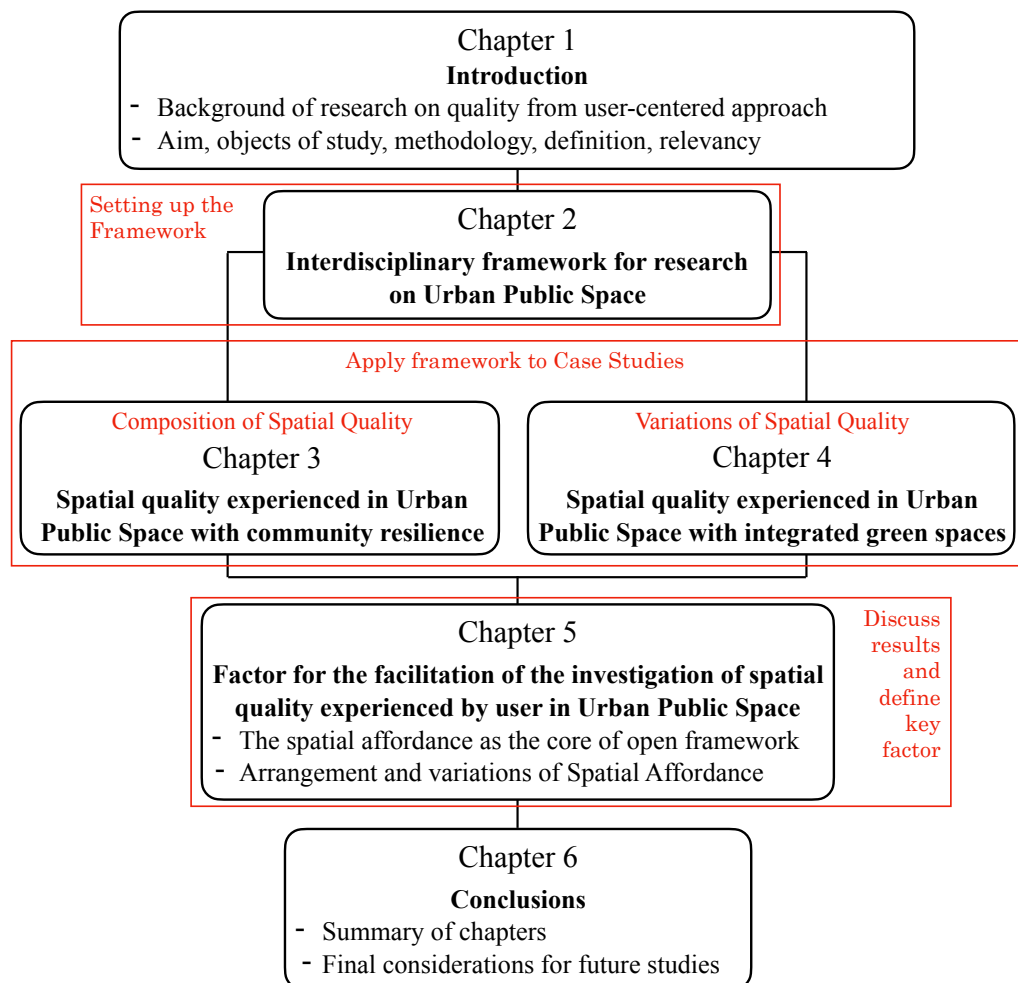 Chapter 1
Introduction
- Background of research on quality from user-centered approach
- Aim, objects of study, methodology, definition, relevancy
Setting up the
Framework
Chapter 2
Interdisciplinary framework for research
on Urban Public Space
Apply framework to Case Studies
Composition of Spatial Quality
Chapter 3
Spatial quality experienced in Urban
Public Space with community resilience
Variations of Spatial Quality
Chapter 4
Spatial quality experienced in Urban
Public Space with integrated green spaces
Chapter 5
Factor for the facilitation of the investigation of spatial
quality experienced by user in Urban Public Space
- The spatial affordance as the core of open framework
- Arrangement and variations of Spatial Affordance
Discuss
results
and
define
key
factor
Chapter 6
Conclusions
- Summary of chapters
- Final considerations for future studies